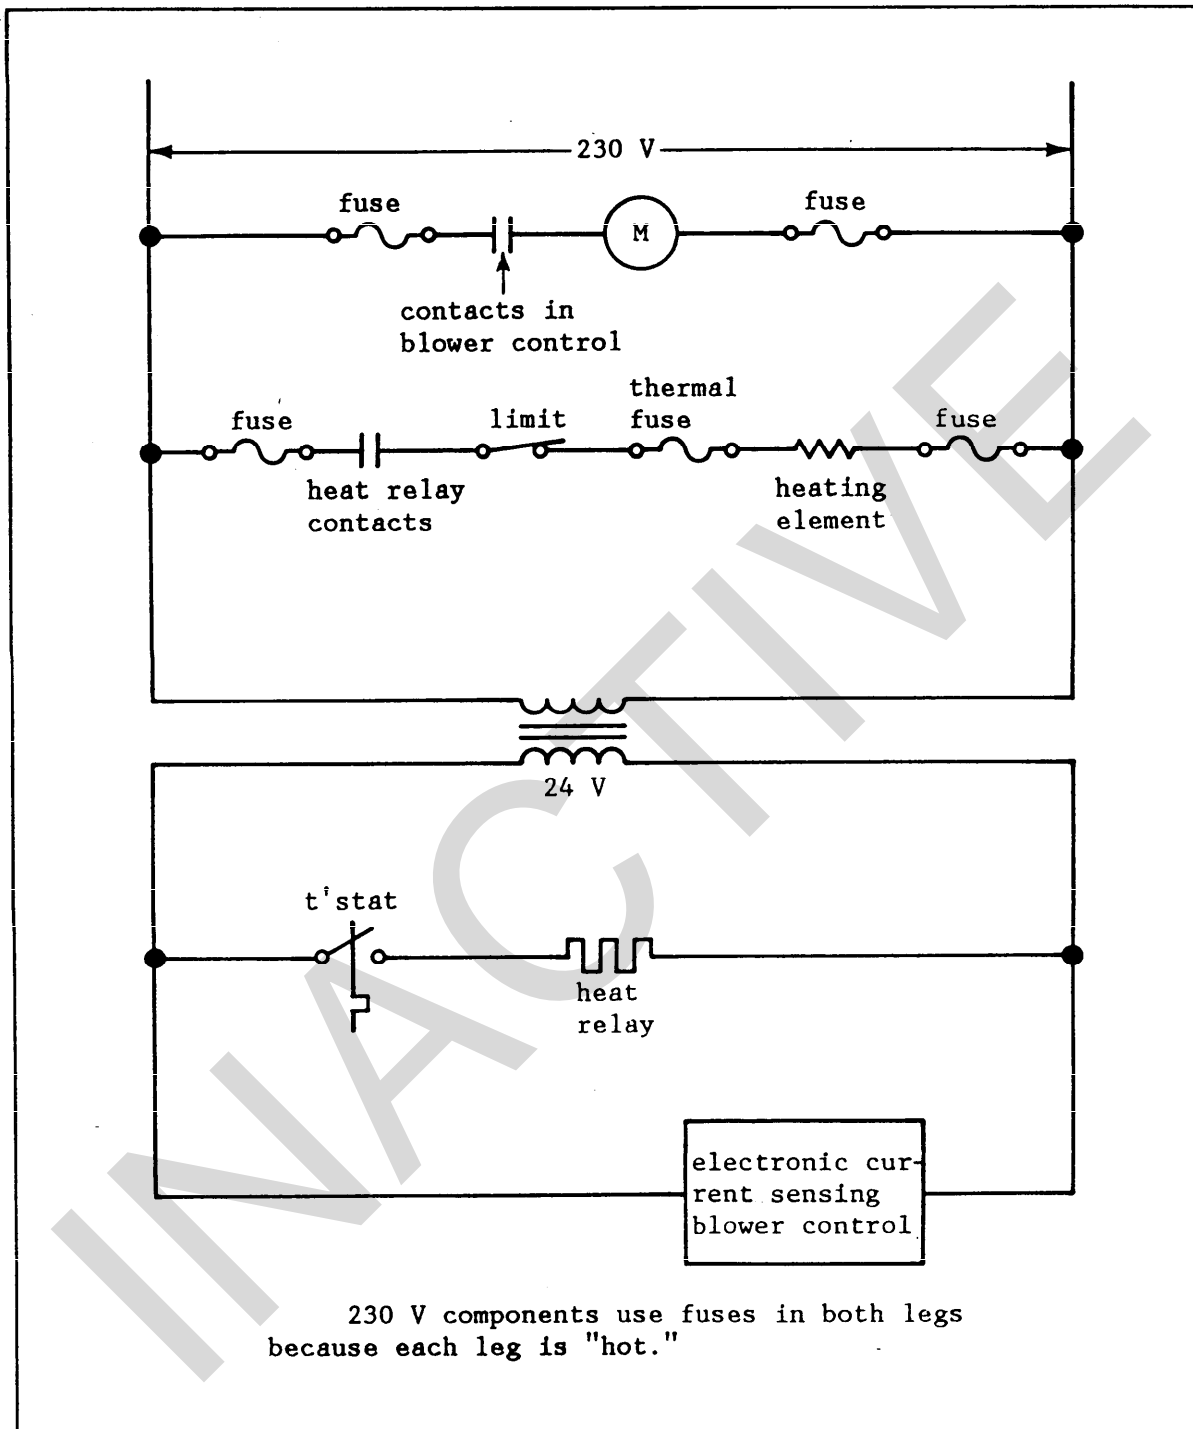 230 V
fuse
fuse
M
contacts in
blower control
thermal
fuse
fuse
limit
fuse
heat relay
contacts
heating
element
24 V
t'stat
heat
relay
electronic cur-
rent sensing
blower control
230 V components use fuses in both legs
because each leg is "hot."
INACTIVE